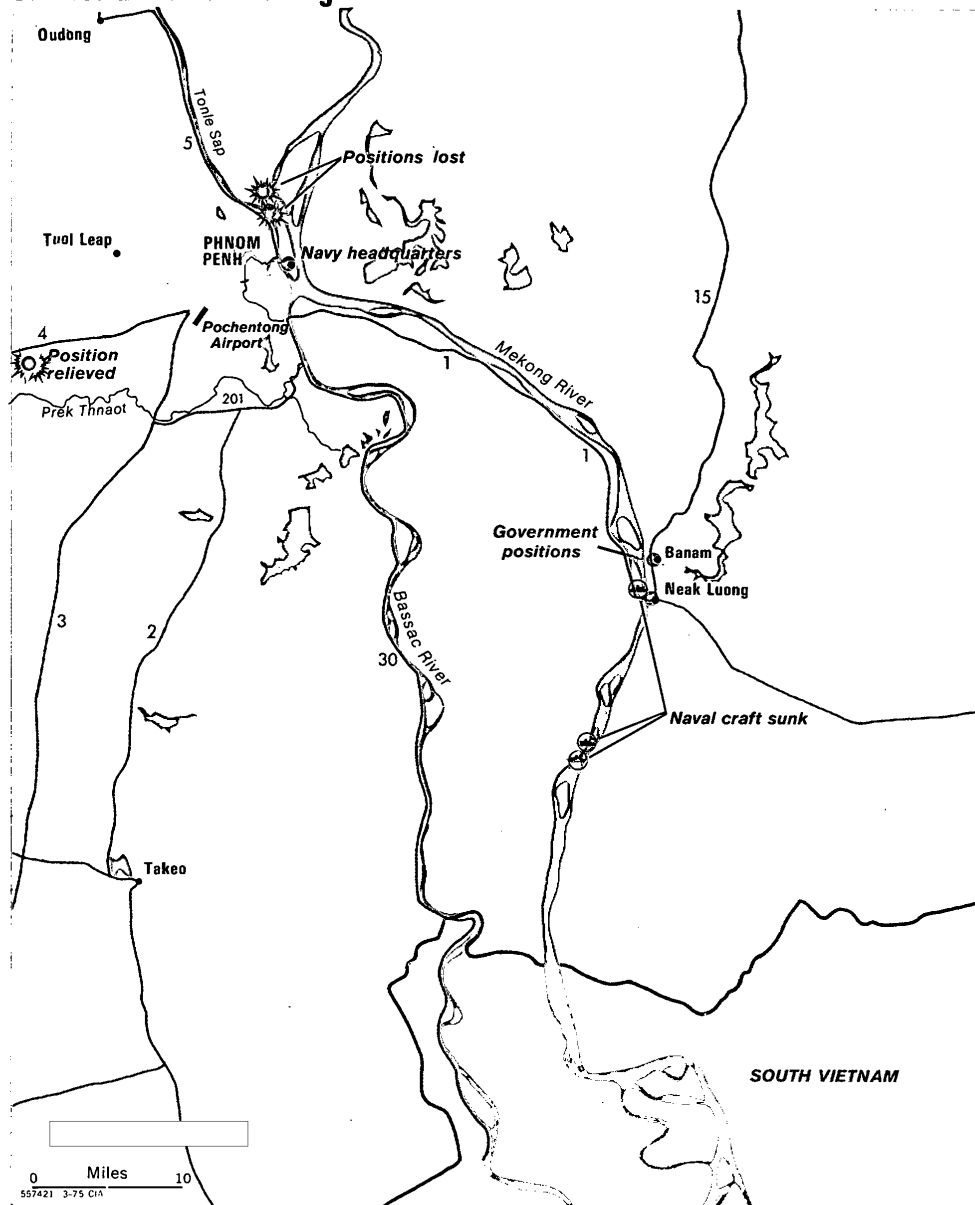 Oudong
Tonle Sap
5
Positions lost
Tuol Leap
PHNOM
PENH
Navy headquarters
15
4
Pochentong
Airport
Position
relieved
1
Mekong River
Prek Thnaot
201
1
Government
positions
Banam
Neak Luong
3
2
Bassac River
30
Naval craft sunk
Takeo
SOUTH VIETNAM
0 Miles 10
557421 3-75 CIA